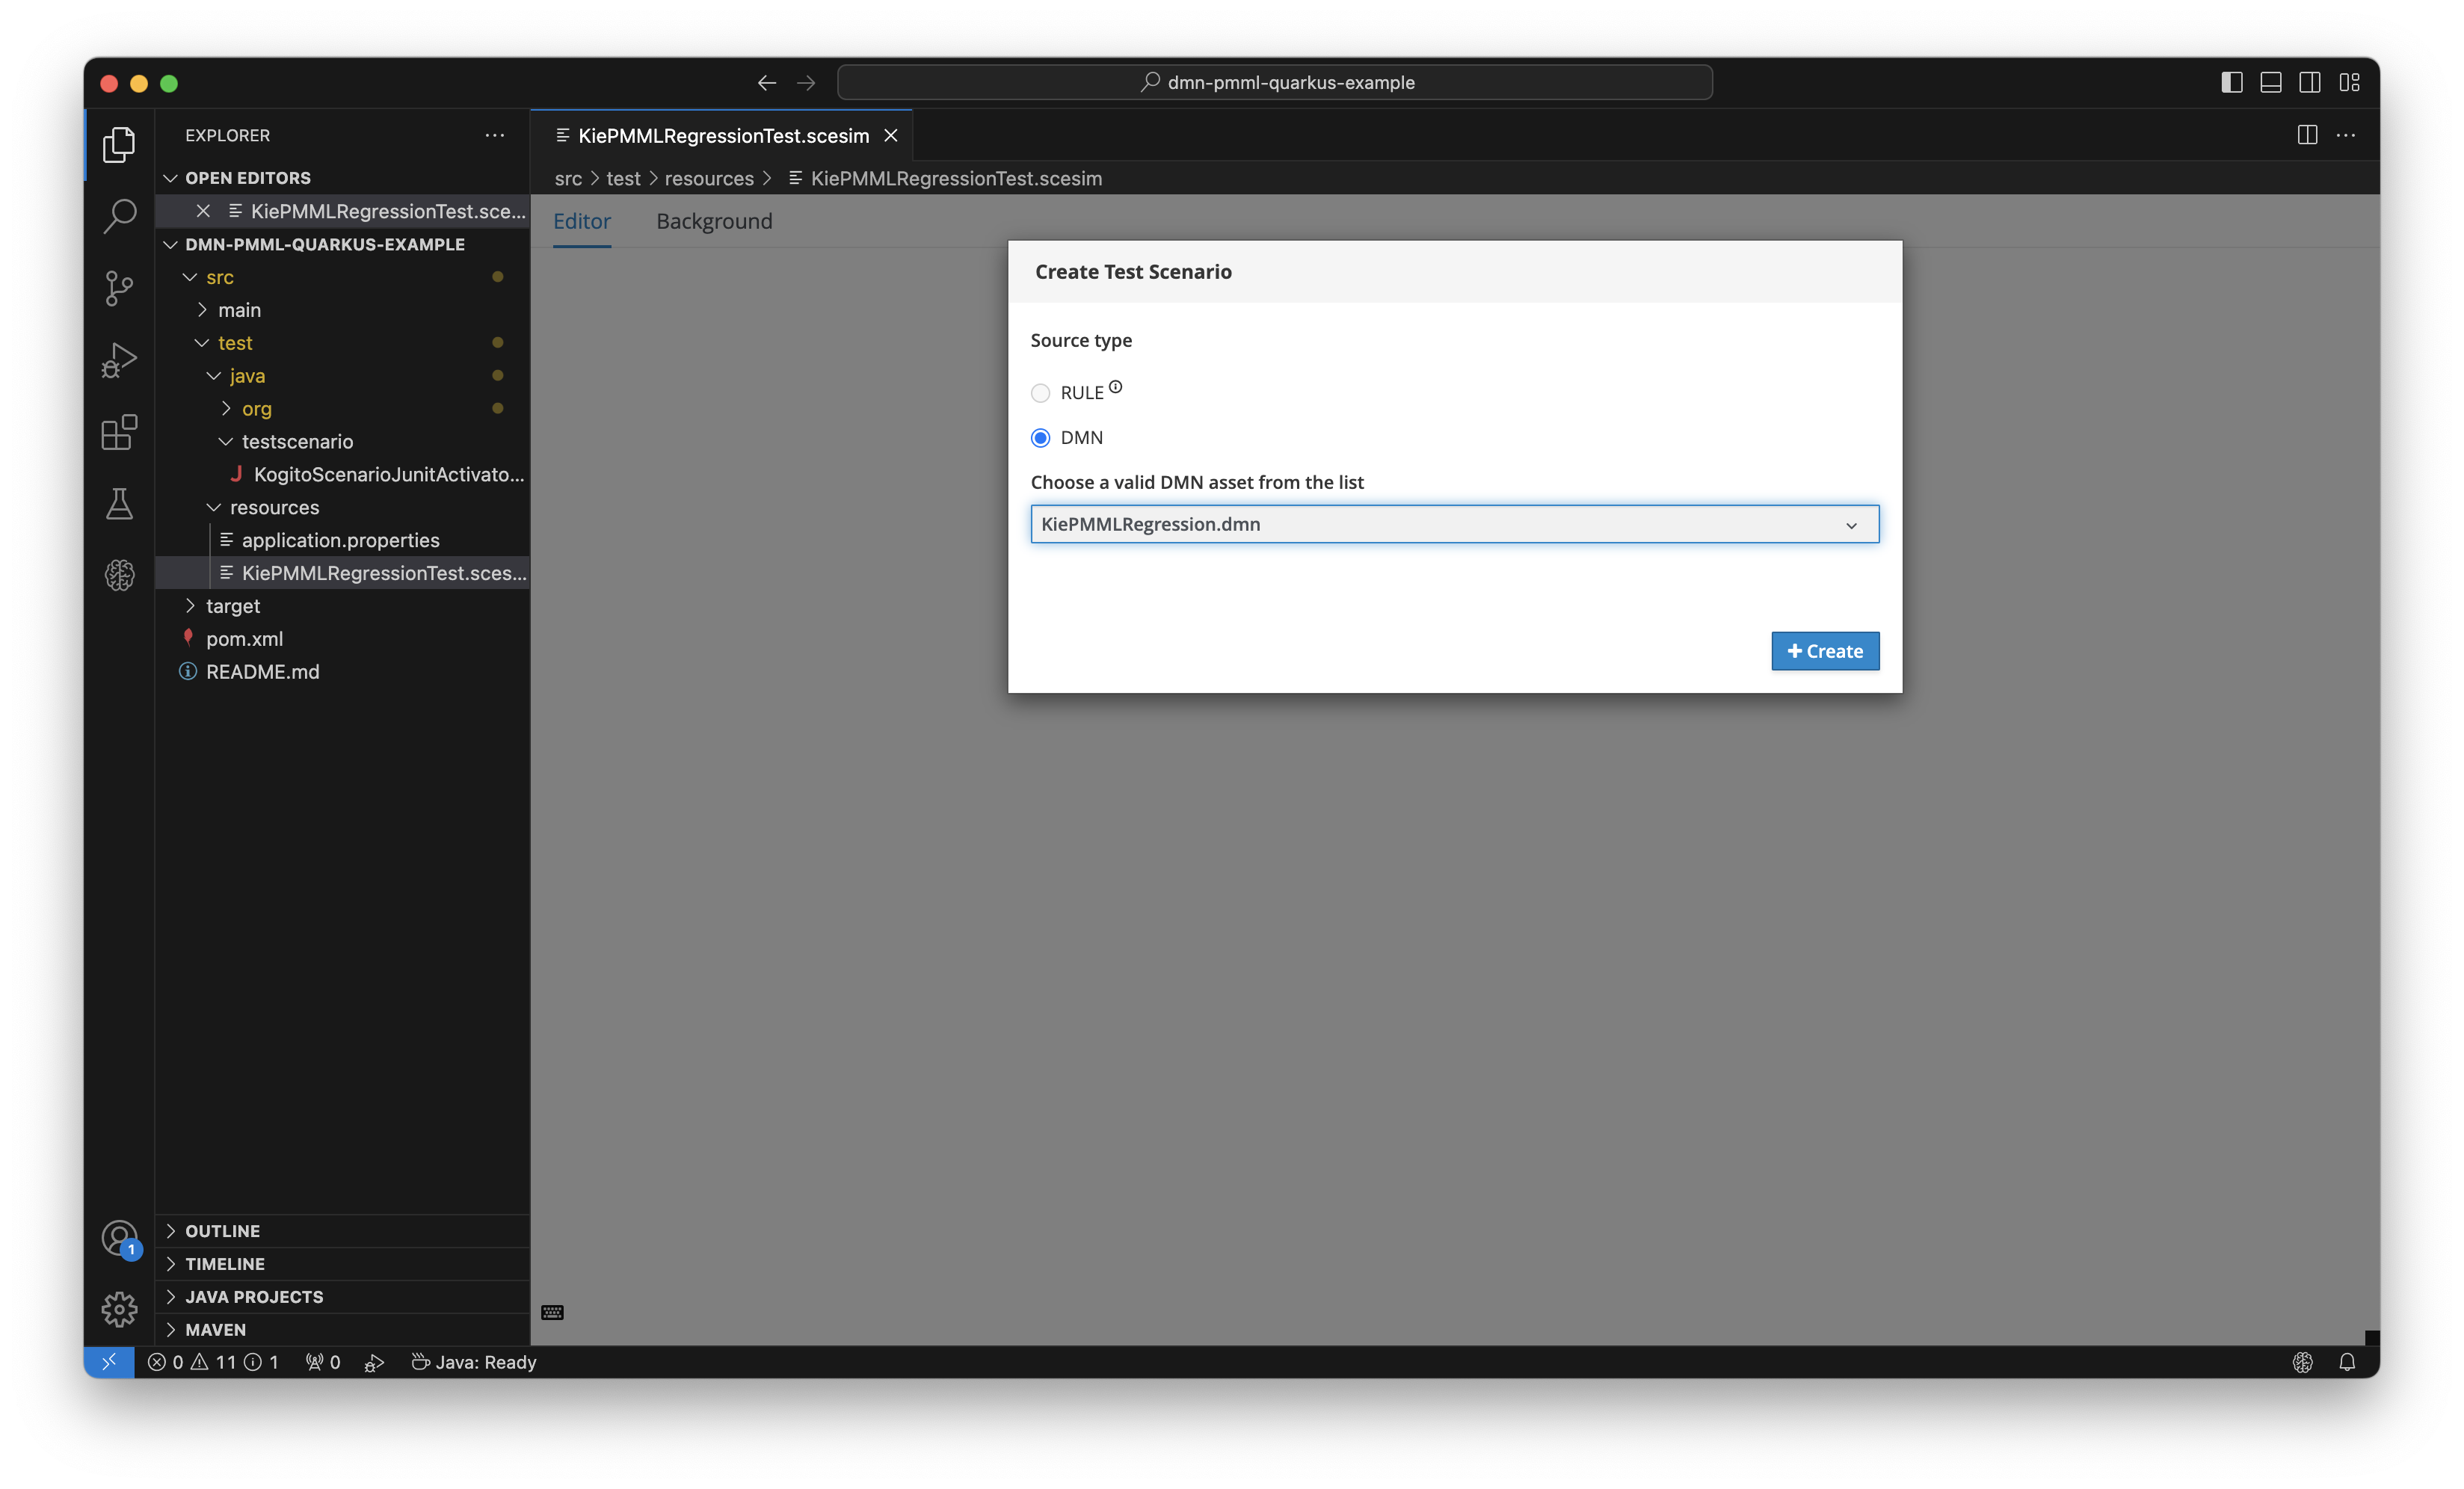 dmn-pmml-quarkus-example
EXPLORER
OPEN EDITORS
KiePMMLRegressionTest.sce...
DMN-PMML-QUARKUS-EXAMPLE
src
main
test
java
org
testscenario
KogitoScenarioJunitActivato...
resources
application.properties
KiePMMLRegressionTest.sces...
target
pom.xml
README.md
OUTLINE
TIMELINE
JAVA PROJECTS
MAVEN
1
KiePMMLRegressionTest.scesim
src > test > resources > KiePMMLRegressionTest.scesim
Editor Background
Create Test Scenario
Source type
RULE
DMN
Choose a valid DMN asset from the list
KiePMMLRegression.dmn
+ Create
0 11 1 0 Java: Ready